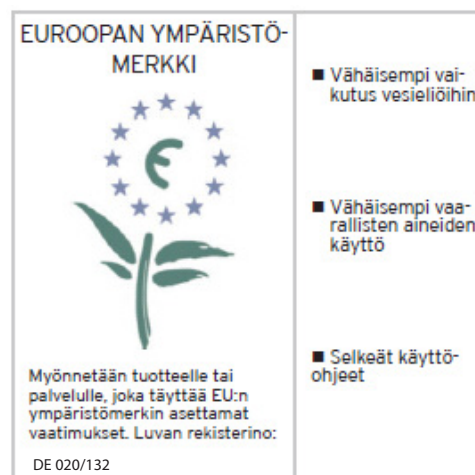 EUROOPAN YMPÄRISTÖ-
MERKKI
Myönnetään tuotteelle tai
palvelulle, joka täyttää EU:n
ympäristömerkin asettamat
vaatimukset. Luvan rekisterino:
DE 020/132
■ Vähäisempi vai-
kutus vesieliöihin
■ Vähäisempi vaa-
rallisten aineiden
käyttö
■ Selkeät käyttö-
ohjeet